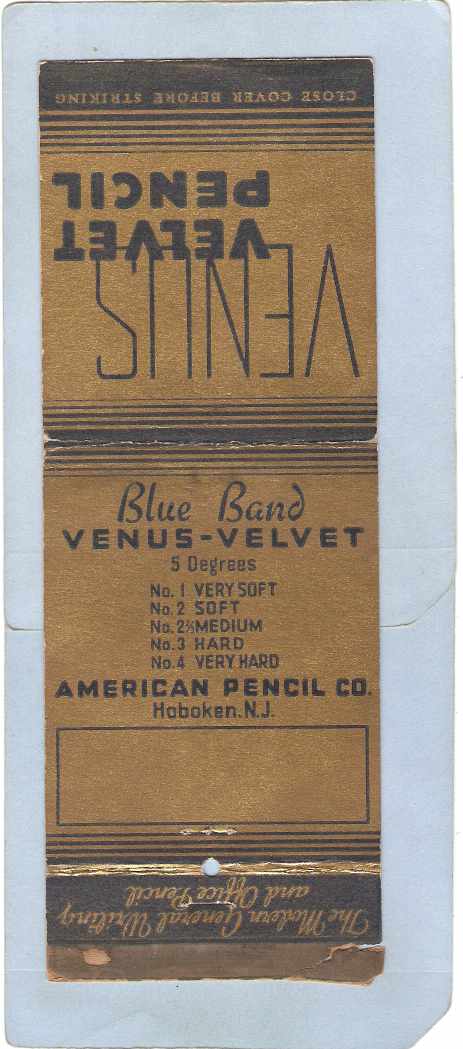 VENUS
VELVET
PENCIL
CLOSE COVER BEFORE STRIKING
Blue Band
VENUS-VELVET
5 Degrees
No. 1 VERY SOFT
No. 2 SOFT
No. 2½ MEDIUM
No. 3 HARD
No. 4 VERY HARD
AMERICAN PENCIL CO.
Hoboken, N.J.
The Modern General Writing
and Office Pencil